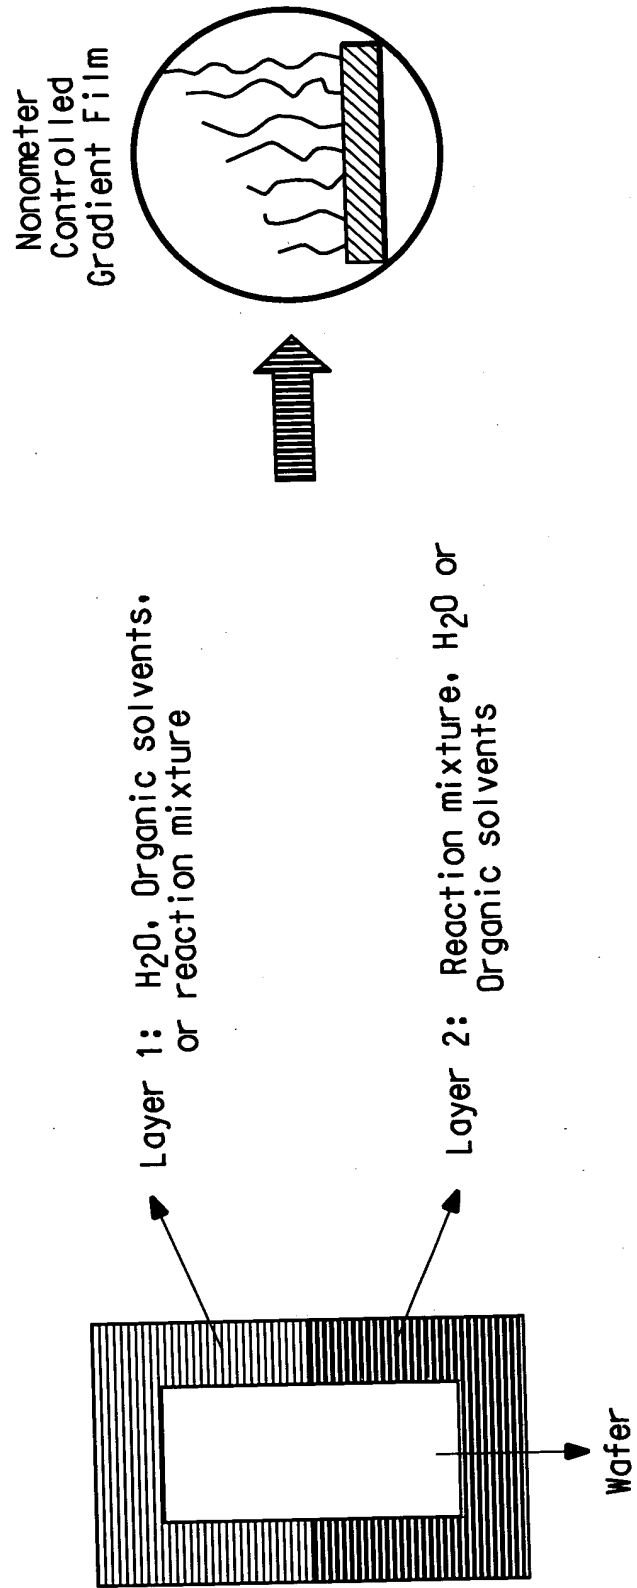 Nonometer
Controlled
Gradient Film
Layer 1: H2O, Organic solvents,
or reaction mixture
Layer 2: Reaction mixture, H2O or
Organic solvents
Wafer